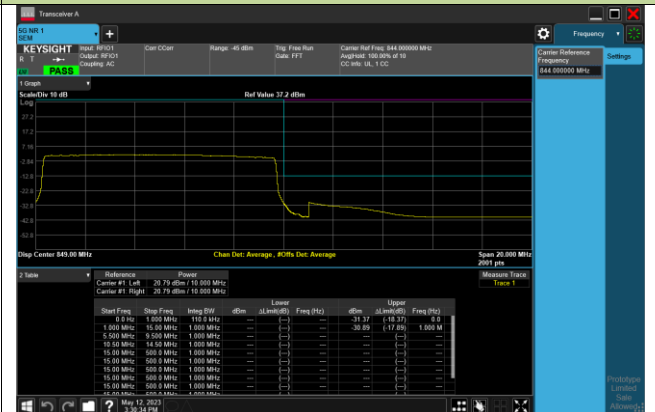 Transceiver A
5G NR 1
SEM
Frequency
KEYSIGHT
R T
PASS
Input: RFIO1
Output: RFIO1
Coupling: AC
Corr CCorr
Range: -45 dBm
Trig: Free Run
Gate: FFT
Carrier Ref Freq: 844.000000 MHz
Avg|Hold: 100.00% of 10
CC Info: UL, 1 CC
Carrier Reference
Frequency
844.000000 MHz
Settings
1 Graph
Scale/Div 10 dB
Ref Value 37.2 dBm
Log
27.2
17.2
7.16
-2.84
-12.8
-22.8
-32.8
-42.8
-52.8
Disp Center 849.00 MHz
Chan Det: Average , #Offs Det: Average
Span 20.000 MHz
2001 pts
2 Table
Reference Power
Carrier #1 Left 20.79 dBm / 10.000 MHz
Carrier #1 Right 20.79 dBm / 10.000 MHz
Measure Trace
Trace 1
Lower Upper
Start Freq Stop Freq Integ BW dBm ΔLimit(dB) Freq (Hz) dBm ΔLimit(dB) Freq (Hz)
0.0 Hz 1.000 MHz 110.0 kHz --- (---) --- -31.37 (-18.37) 0.0
1.000 MHz 15.00 MHz 1.000 MHz --- (---) --- -30.89 (-17.89) 1.000 M
5.500 MHz 9.500 MHz 1.000 MHz --- (---) --- --- (---) ---
10.50 MHz 14.50 MHz 1.000 MHz --- (---) --- --- (---) ---
15.00 MHz 500.0 MHz 1.000 MHz --- (---) --- --- (---) ---
15.00 MHz 500.0 MHz 1.000 MHz --- (---) --- --- (---) ---
15.00 MHz 500.0 MHz 1.000 MHz --- (---) --- --- (---) ---
15.00 MHz 500.0 MHz 1.000 MHz --- (---) --- --- (---) ---
15.00 MHz 500.0 MHz 1.000 MHz --- (---) --- --- (---) ---
Prototype
Limited
Sale
Allowed
May 12, 2023
3:30:34 PM